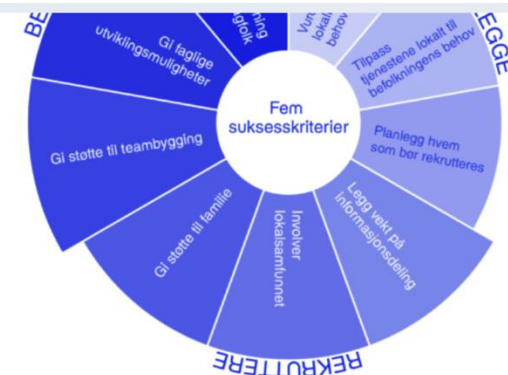 Fem
suksesskriterier
behov
Tilpass
tjenestene lokalt til
befolkningens behov
Planlegg hvem
som bør rekrutteres
Legg vekt på
informasjonsdeling
Involver
lokalsamfunnet
Gi støtte til familie
Gi støtte til teambygging
Gi faglige
utviklingsmuligheter
REKRUTTERE